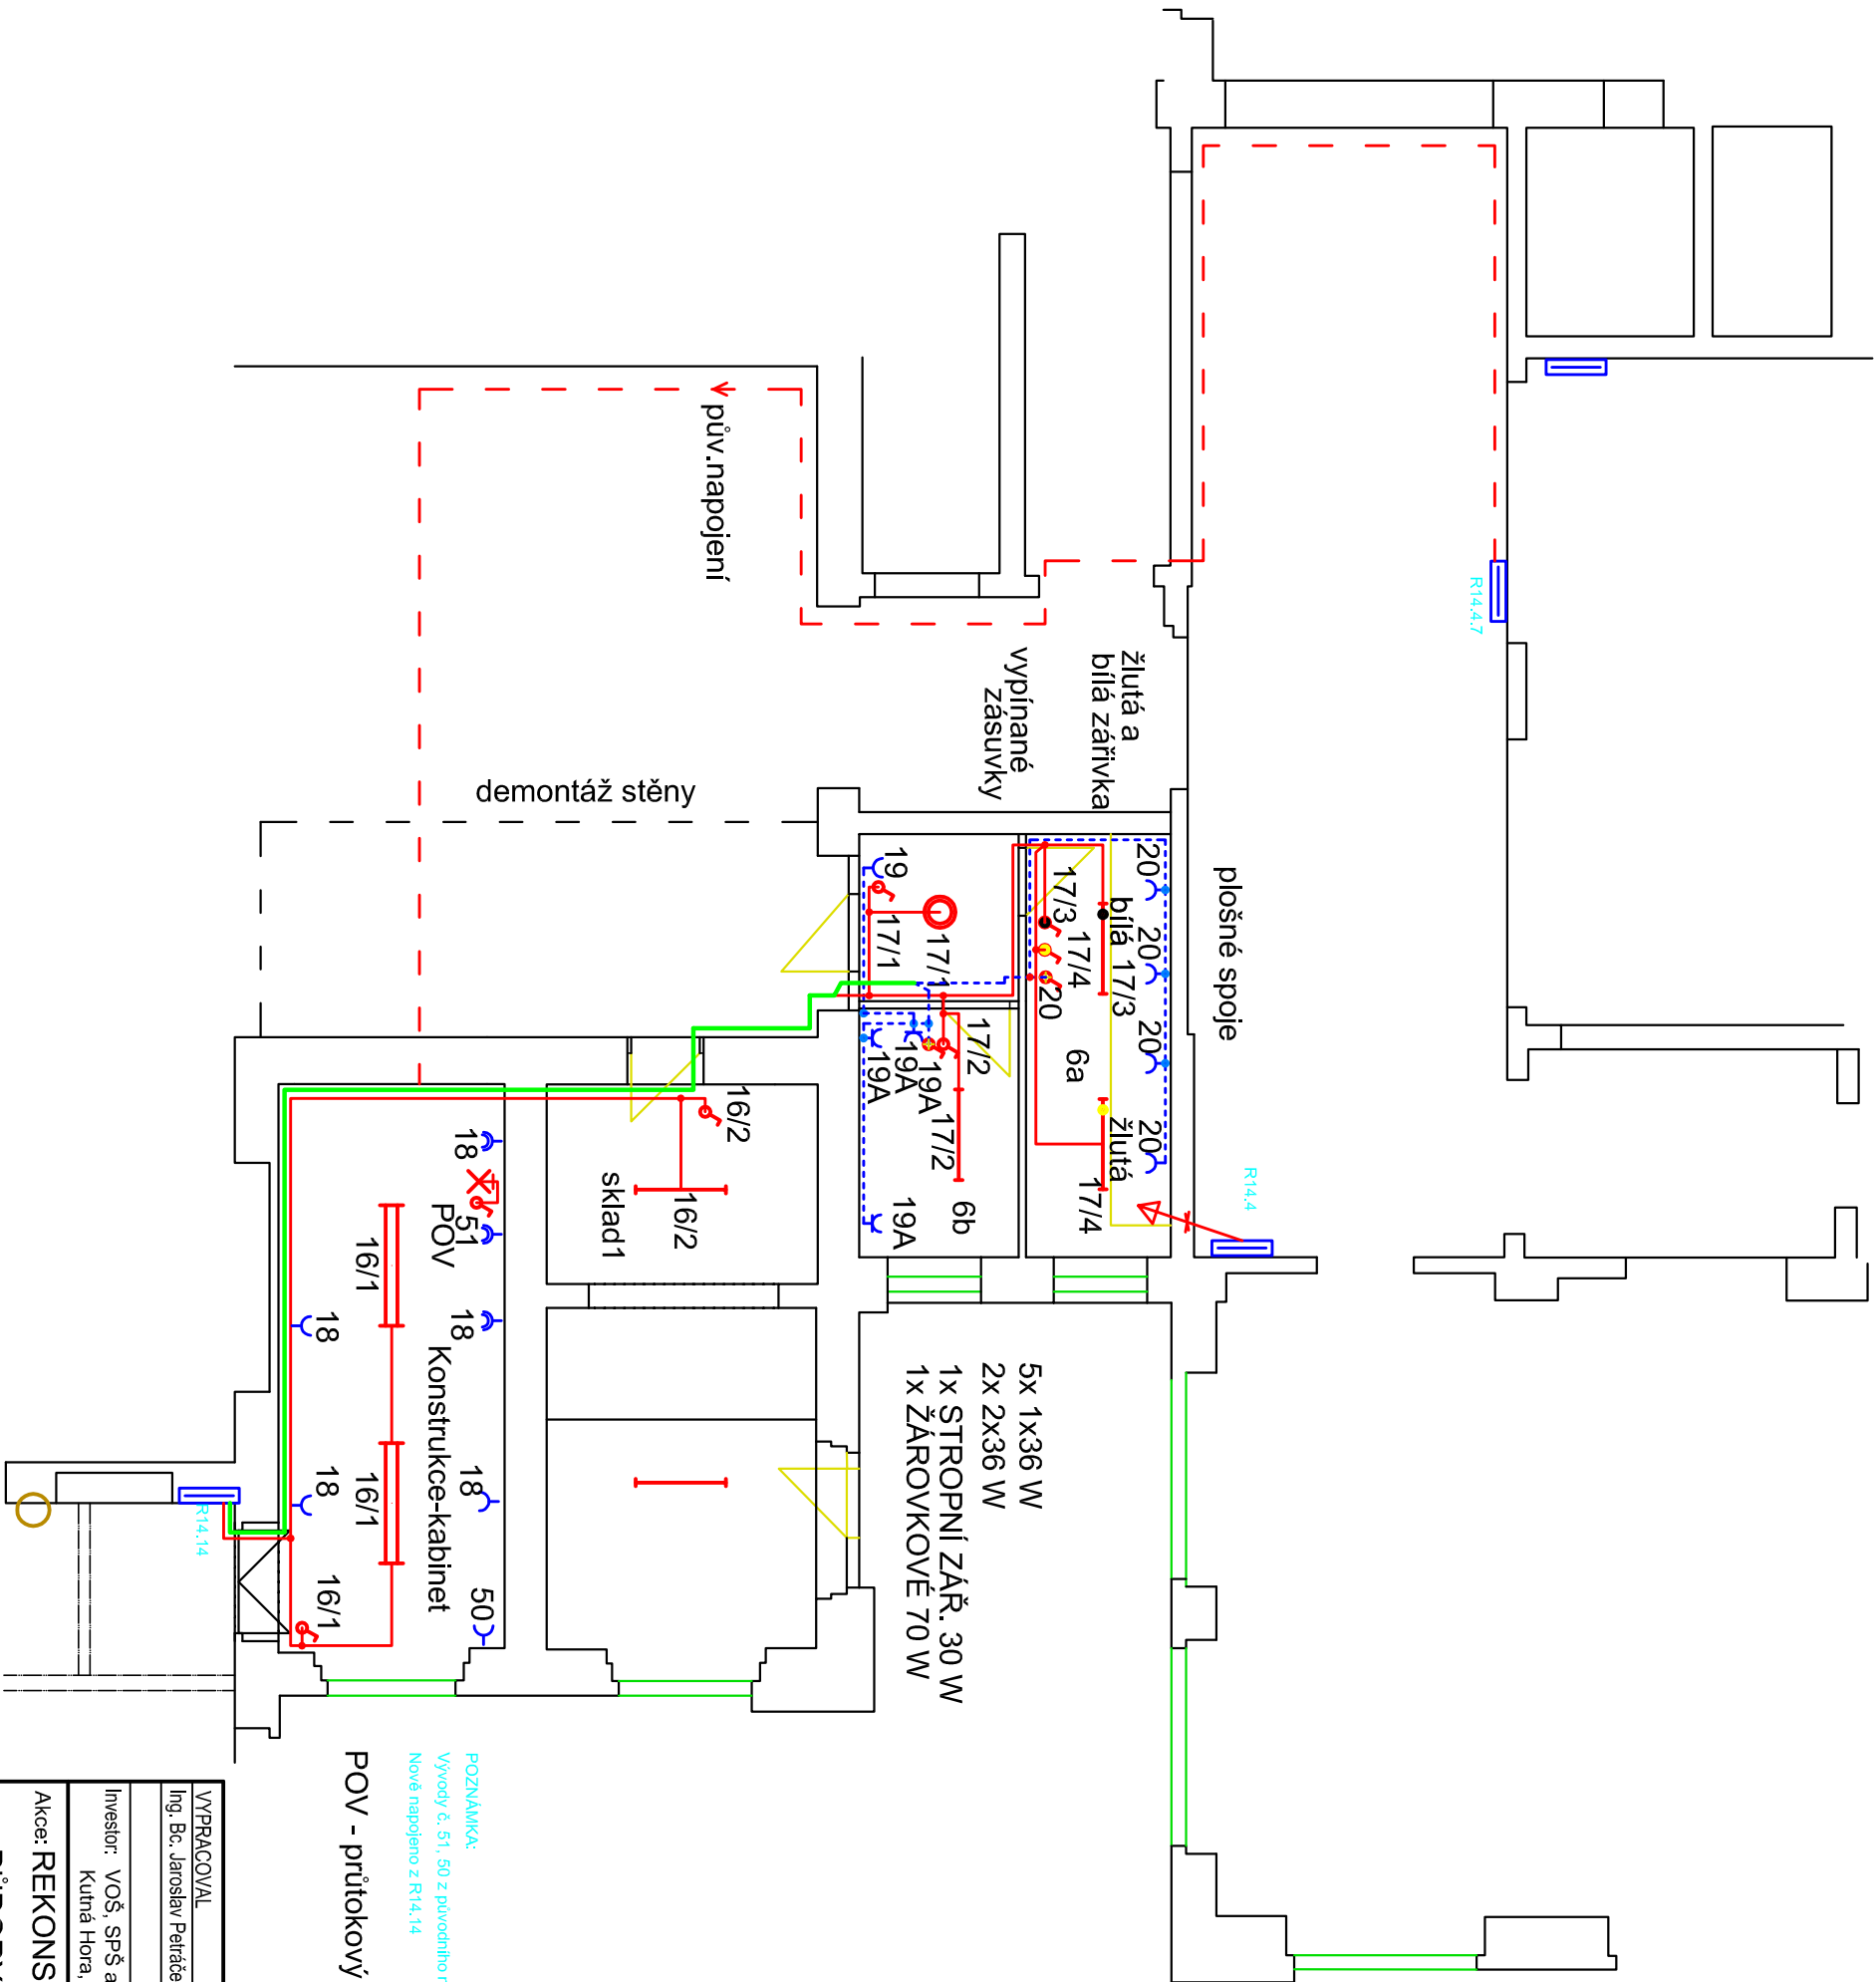 R14.4.7
pův.napojení
žlutá a
bílá zářivka
vypínané
zásuvky
demontáž stěny
plošné spoje
20
20
20
20
bílá
17/3
17/3
17/4
20
6a
žlutá
17/4
R14.4
19
17/1
17/1
17/2
19A
19A
19A
17/2
19A
6b
16/2
16/2
sklad1
18
51
POV
18
18
50
16/1
Konstrukce-kabinet
16/1
18
18
16/1
R14.14
5x 1x36 W
2x 2x36 W
1x STROPNÍ ZÁŘ. 30 W
1x ŽÁROVKOVÉ 70 W
POZNÁMKA:
Vývody č. 51, 50 z původního r
Nově napojeno z R14.14
POV - průtokový
VYPRACOVAL
Ing. Bc. Jaroslav Petráče
Investor: VOŠ, SPŠ a
Kutná Hora,
Akce: REKONS